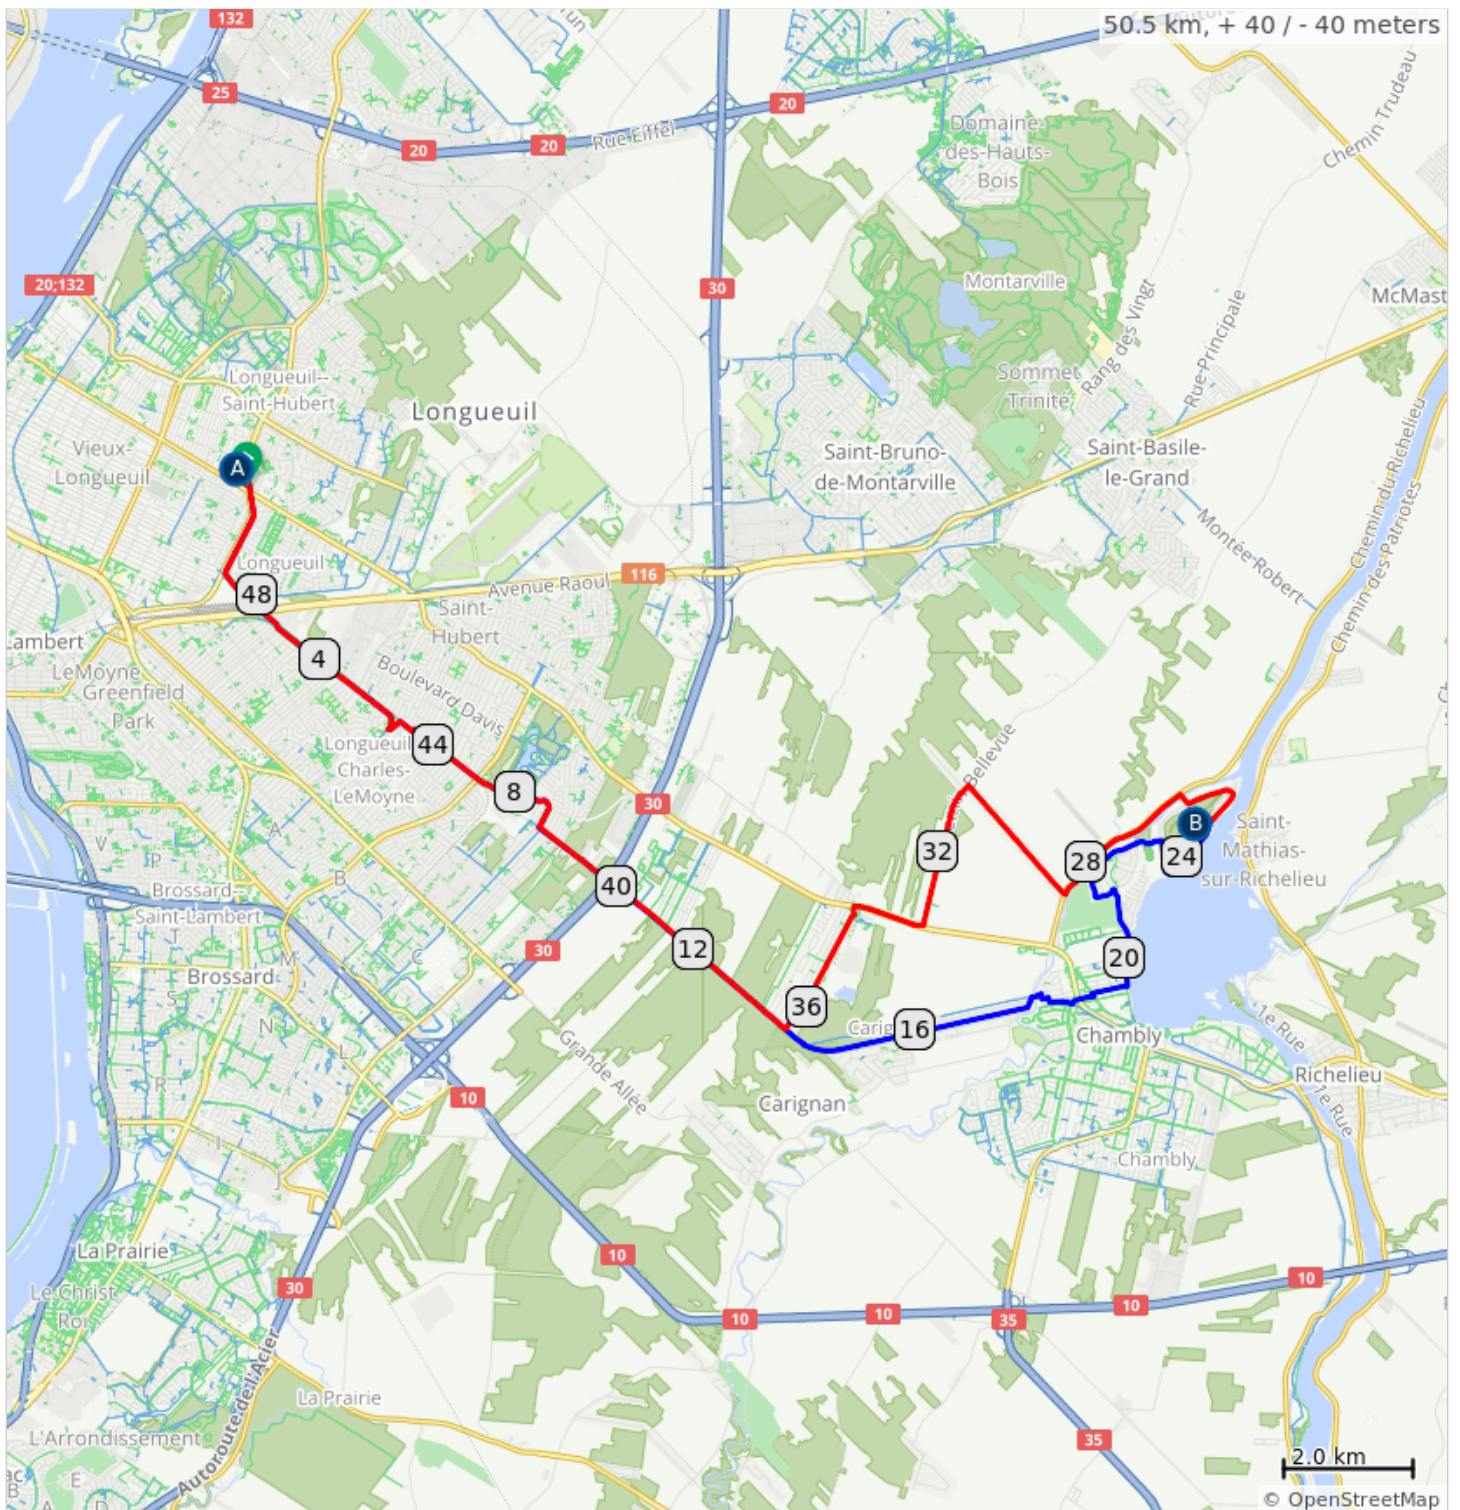 132
50.5 km, + 40 / - 40 meters
25
20
20
20
Rue Eiffel
Domaine
des-Hauts-
Bois
Chemin Trudeau
20;132
30
Montarville
McMast
Rang des Vingt
Rue Principale
Longueuil--
Saint-Hubert
Longueuil
Sommet
Trinité
Vieux-
Longueuil
A
Saint-Bruno-
de-Montarville
Saint-Basile-
le-Grand
Chemin du Richelieu
Chemin des Patriotes
Montée Robert
Longueuil
48
Avenue Raoul
116
Saint-
Hubert
Lambert
LeMoyne
Greenfield
Park
4
Boulevard Davis
Longueuil
Charles-
LeMoyne
44
8
30
Bellevue
32
28
24
B
Saint-
Mathias-
sur-Richelieu
A
V
P
B
Brossard--
Saint-Lambert
T
40
30
12
20
M
C
Brossard
S
N
L
R
I
J
36
16
Chambly
1e Rue
Richelieu
1e Rue
Grande Allée
10
Carignan
Chambly
La Prairie
Le Christ
Roi
30
10
10
10
10
10
35
Autoroute de l'Acier
La Prairie
L'Arrondissement
E
B
A
D
35
2.0 km
© OpenStreetMap